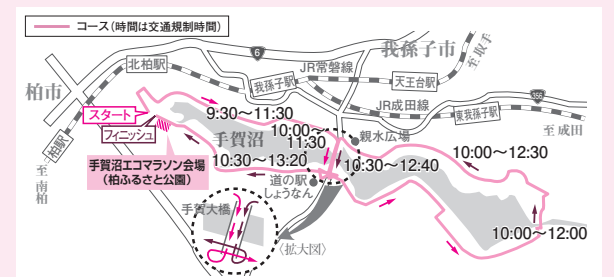 コース（時間は交通規制時間）
6
我孫子市
至取手
北柏駅
JR常磐線
柏市
我孫子駅
天王台駅
356
スタート
9:30～11:30
JR成田線
東我孫子駅
フィニッシュ
手賀沼
10:00～
11:30
親水広場
至成田
柏駅
10:00～12:30
手賀沼エコマラソン会場
（柏ふるさと公園）
10:30～13:20
10:30～12:40
至南柏
道の駅
しょうなん
手賀大橋
10:00～12:00
〈拡大図〉